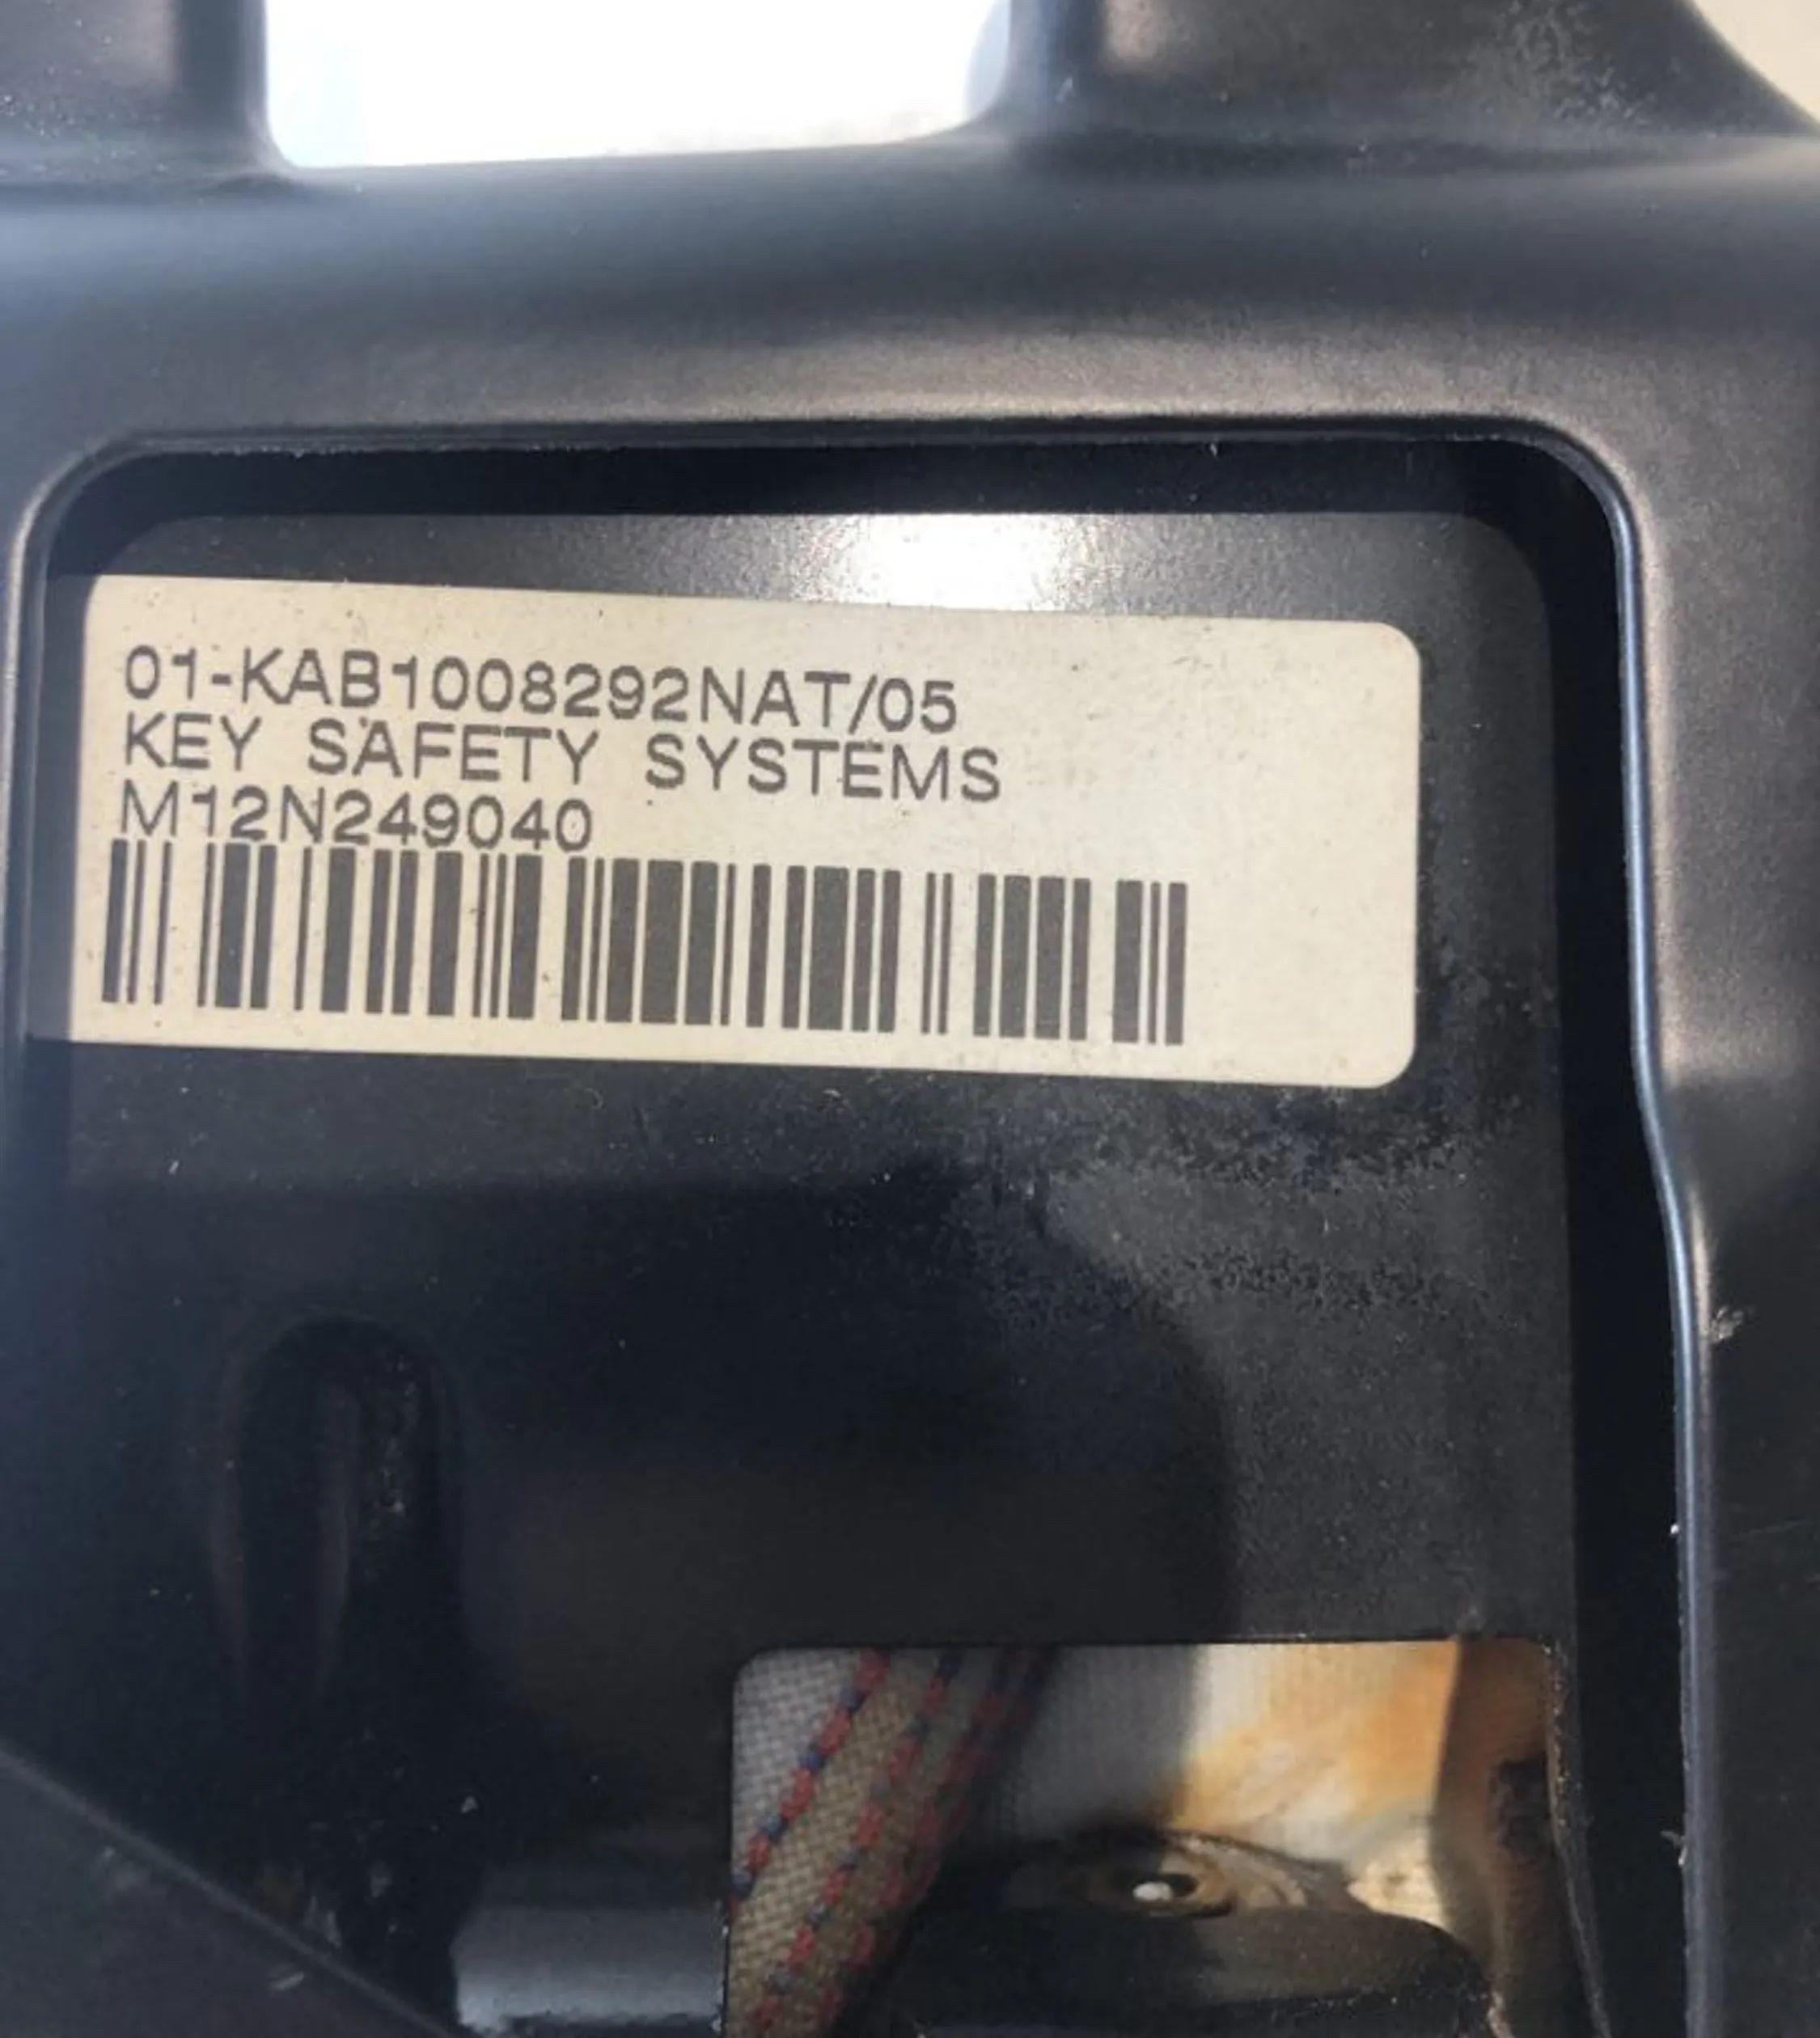 01-KAB1008292NAT/05
KEY SAFETY SYSTEMS
M12N249040